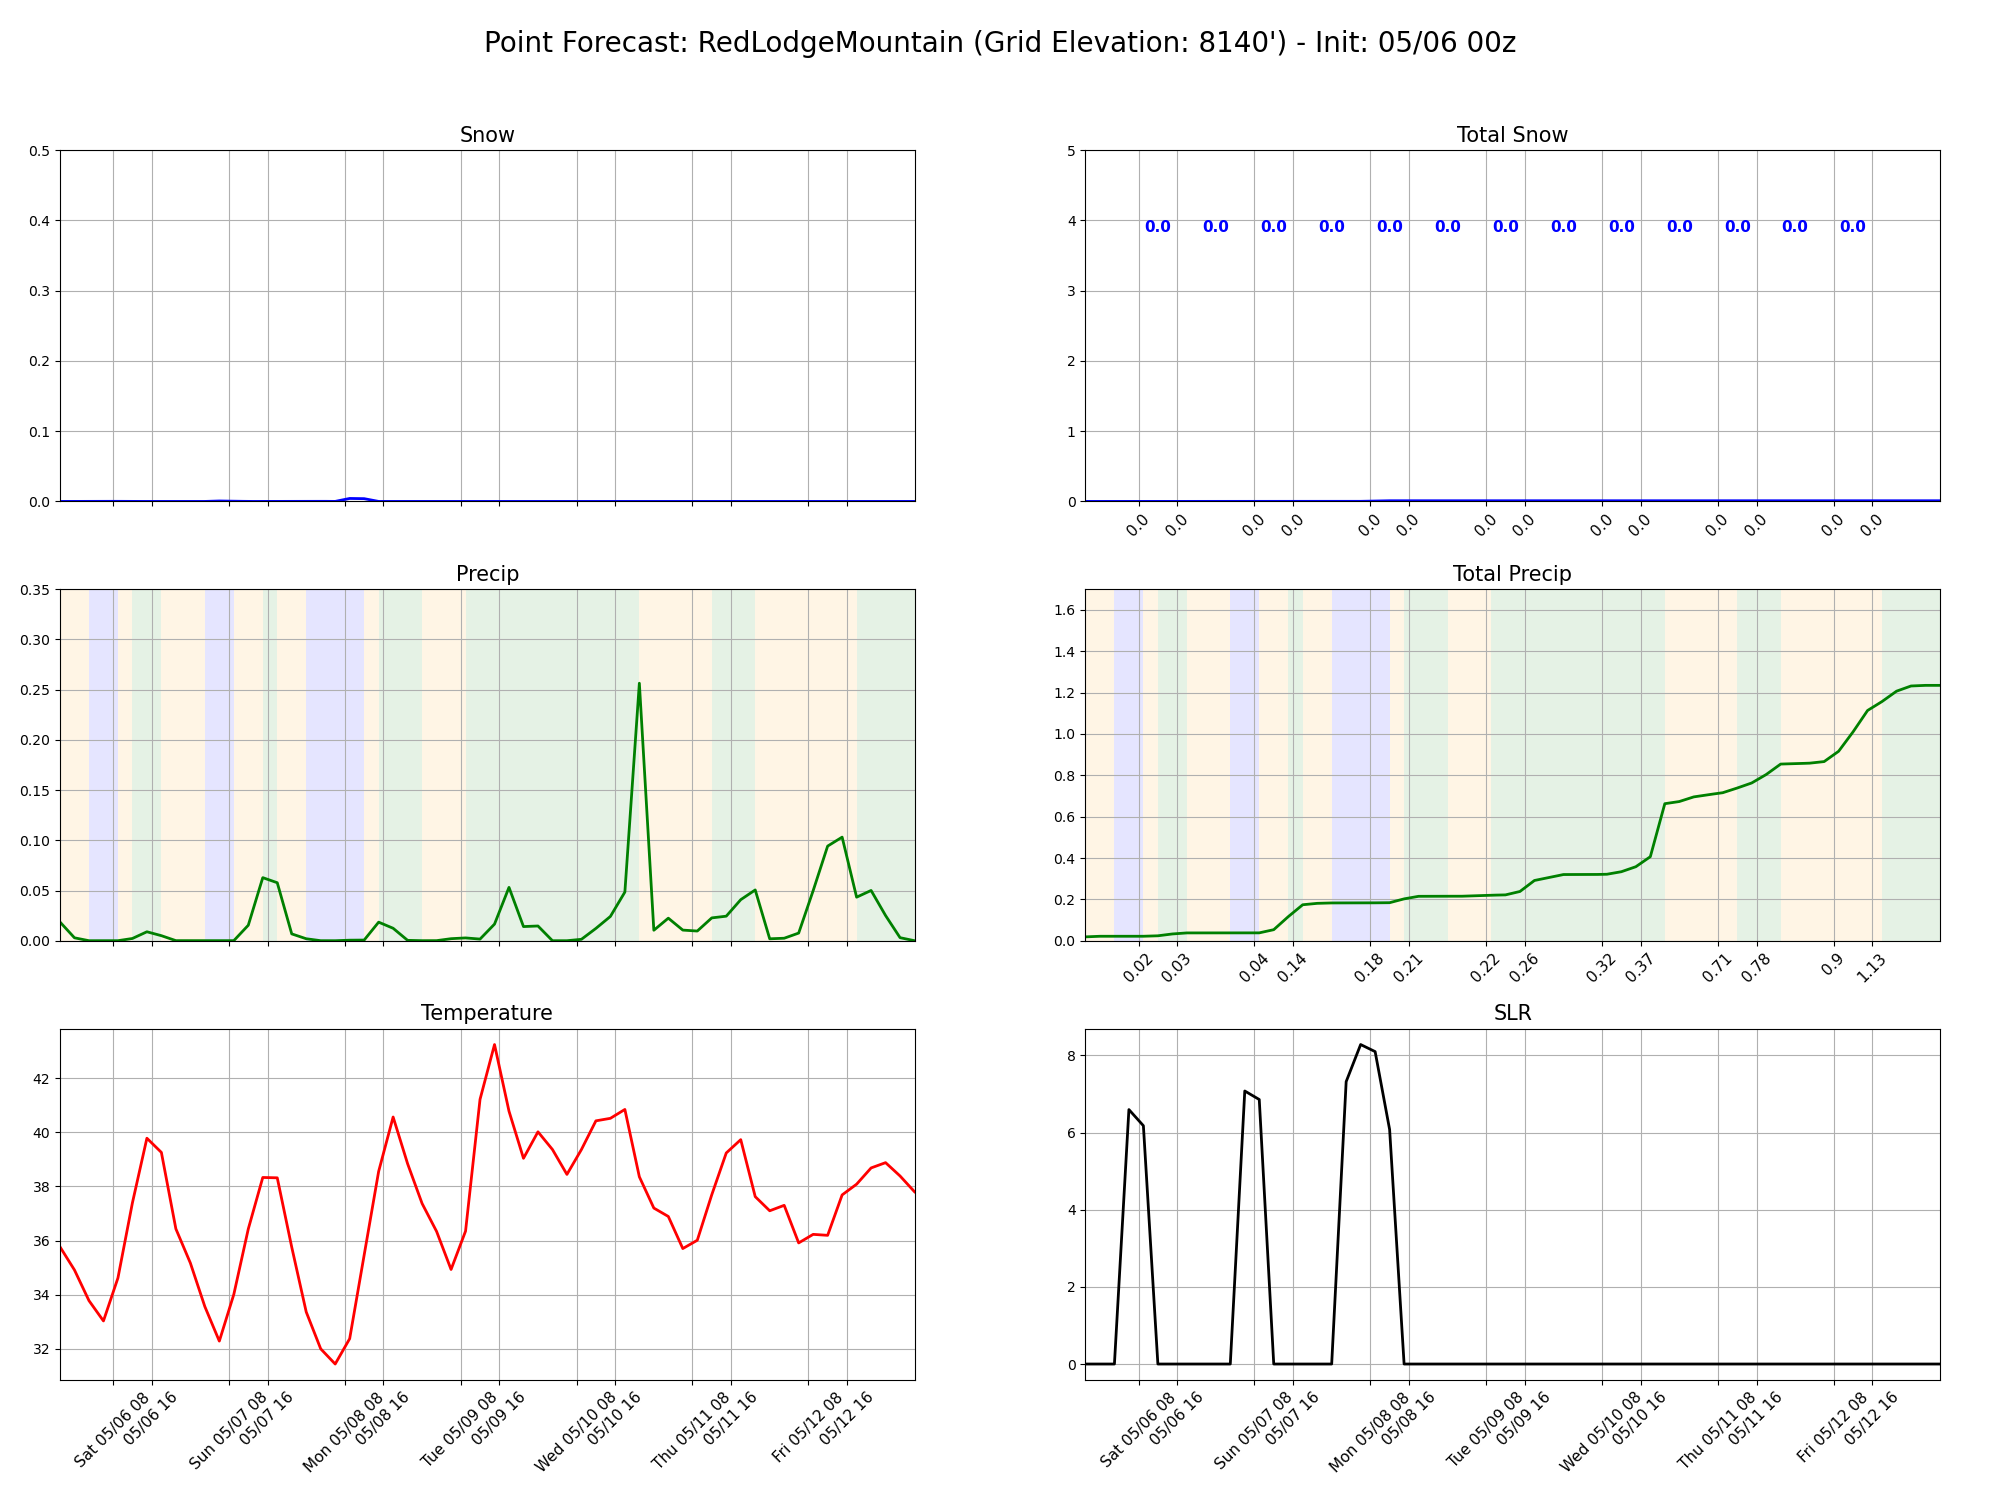 Point Forecast: RedLodgeMountain (Grid Elevation: 8140') - Init: 05/06 00z
Snow
0.5
0.4
0.3
0.2
0.1
0.0
Total Snow
5
4
3
2
1
0
0.0 0.0 0.0 0.0 0.0 0.0 0.0 0.0 0.0 0.0 0.0 0.0 0.0
0.0 0.0 0.0 0.0 0.0 0.0 0.0 0.0 0.0 0.0 0.0 0.0 0.0 0.0
Precip
0.35
0.30
0.25
0.20
0.15
0.10
0.05
0.00
Total Precip
1.6
1.4
1.2
1.0
0.8
0.6
0.4
0.2
0.0
0.02 0.03 0.04 0.14 0.18 0.21 0.22 0.26 0.32 0.37 0.71 0.78 0.9 1.13
Temperature
42
40
38
36
34
32
Sat 05/06 08
05/06 16
Sun 05/07 08
05/07 16
Mon 05/08 08
05/08 16
Tue 05/09 08
05/09 16
Wed 05/10 08
05/10 16
Thu 05/11 08
05/11 16
Fri 05/12 08
05/12 16
SLR
8
6
4
2
0
Sat 05/06 08
05/06 16
Sun 05/07 08
05/07 16
Mon 05/08 08
05/08 16
Tue 05/09 08
05/09 16
Wed 05/10 08
05/10 16
Thu 05/11 08
05/11 16
Fri 05/12 08
05/12 16